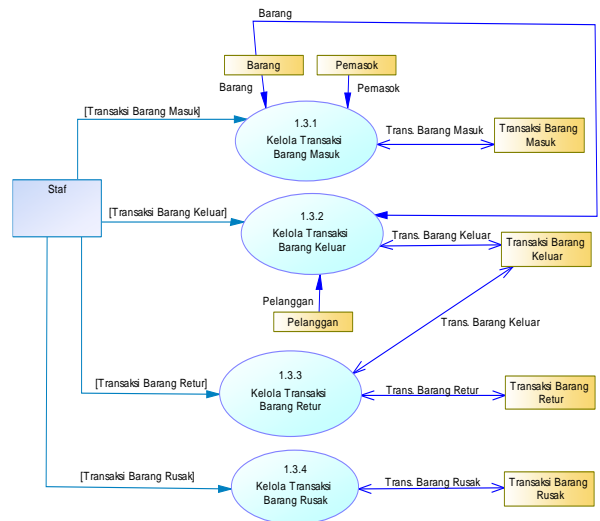 Barang
Barang
Pemasok
Barang
Pemasok
[Transaksi Barang Masuk]
1.3.1
Kelola Transaksi
Barang Masuk
Trans. Barang Masuk
Transaksi Barang
Masuk
Staf
[Transaksi Barang Keluar]
1.3.2
Kelola Transaksi
Barang Keluar
Trans. Barang Keluar
Transaksi Barang
Keluar
Pelanggan
Pelanggan
Trans. Barang Keluar
1.3.3
Kelola Transaksi
Barang Retur
[Transaksi Barang Retur]
Trans. Barang Retur
Transaksi Barang
Retur
1.3.4
Kelola Transaksi
Barang Rusak
[Transaksi Barang Rusak]
Trans. Barang Rusak
Transaksi Barang
Rusak